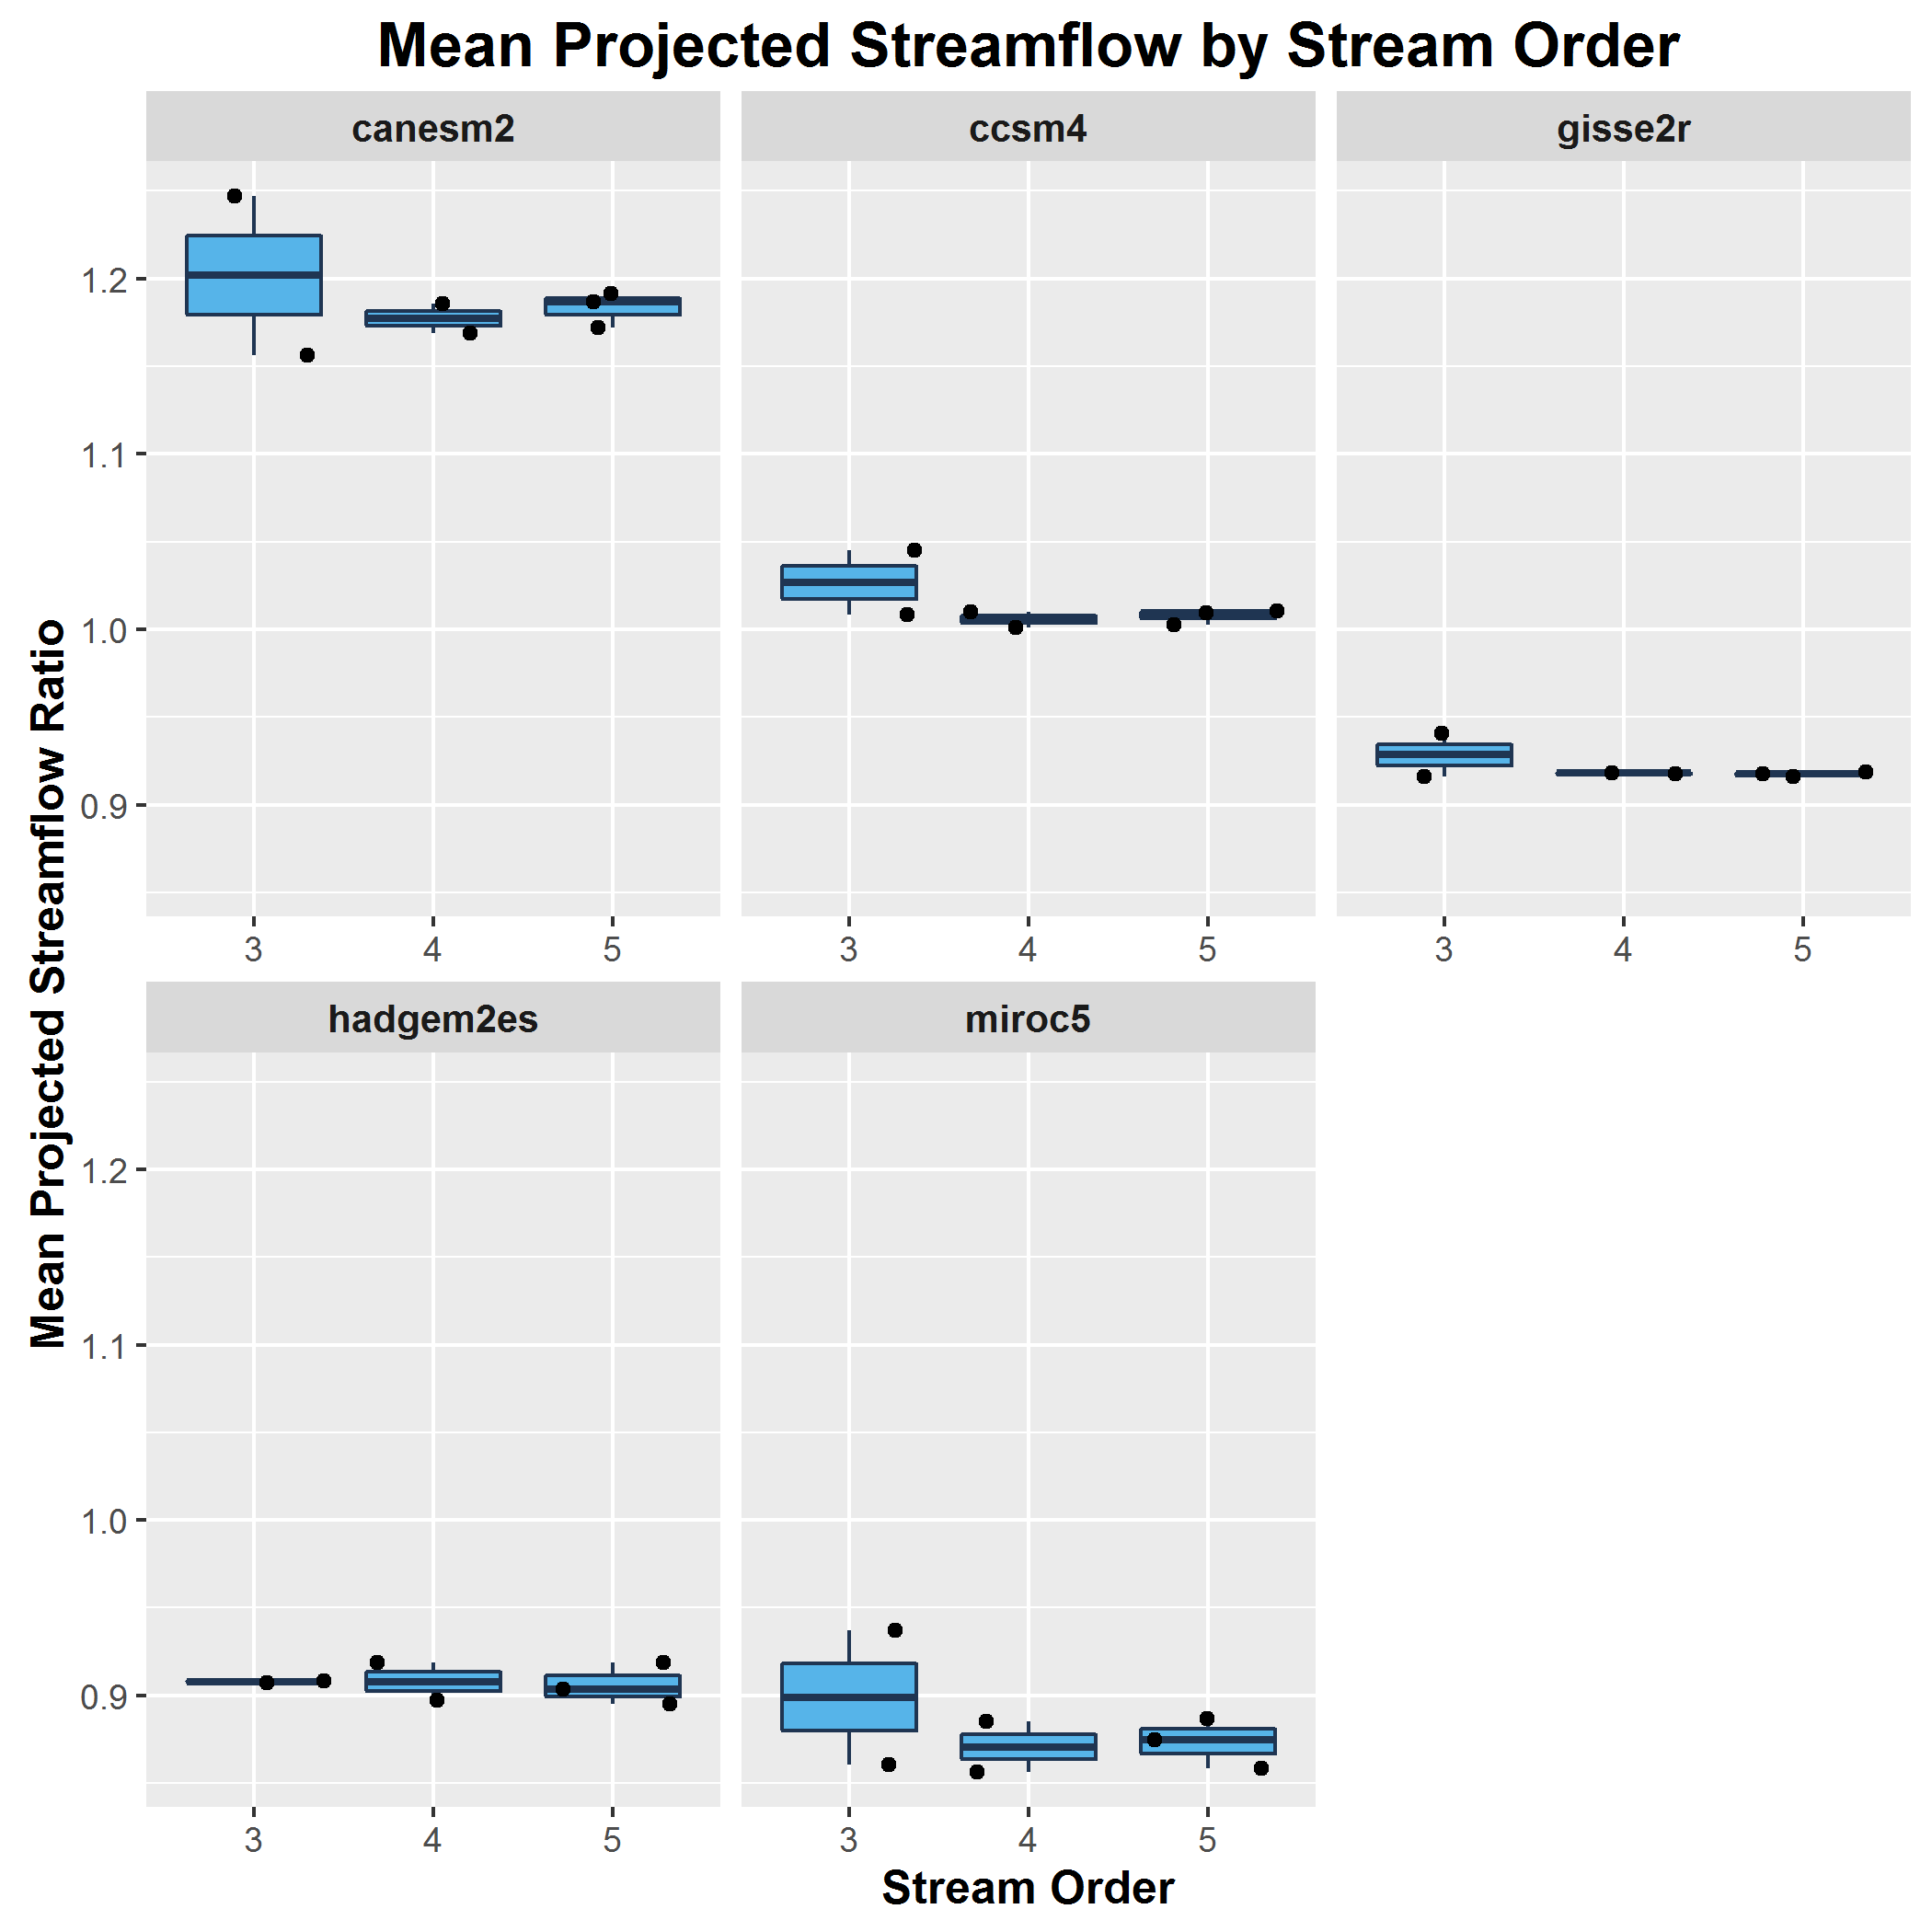 Mean Projected Streamflow by Stream Order
canesm2
ccsm4
gisse2r
1.2
1.1
1.0
0.9
3 4 5
3 4 5
3 4 5
Mean Projected Streamflow Ratio
hadgem2es
miroc5
1.2
1.1
1.0
0.9
3 4 5
3 4 5
Stream Order